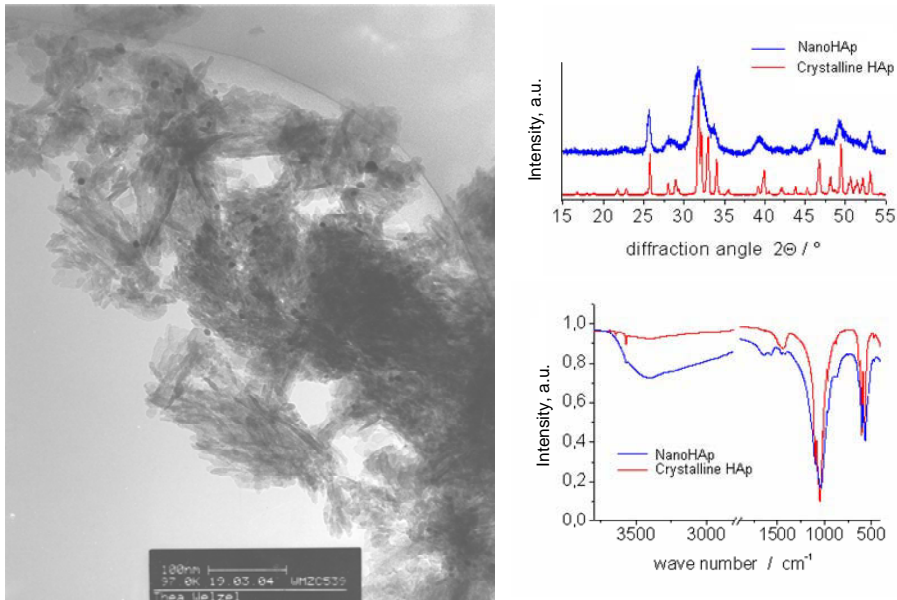 100nm
97.0K 19.03.04 WMZC539
Thea Welzel
NanoHAp
Crystalline HAp
Intensity, a.u.
15 20 25 30 35 40 45 50 55
diffraction angle 2Θ / °
1,0
0,8
0,6
0,4
0,2
0,0
Intensity, a.u.
NanoHAp
Crystalline HAp
3500 3000 1500 1000 500
wave number / cm-1